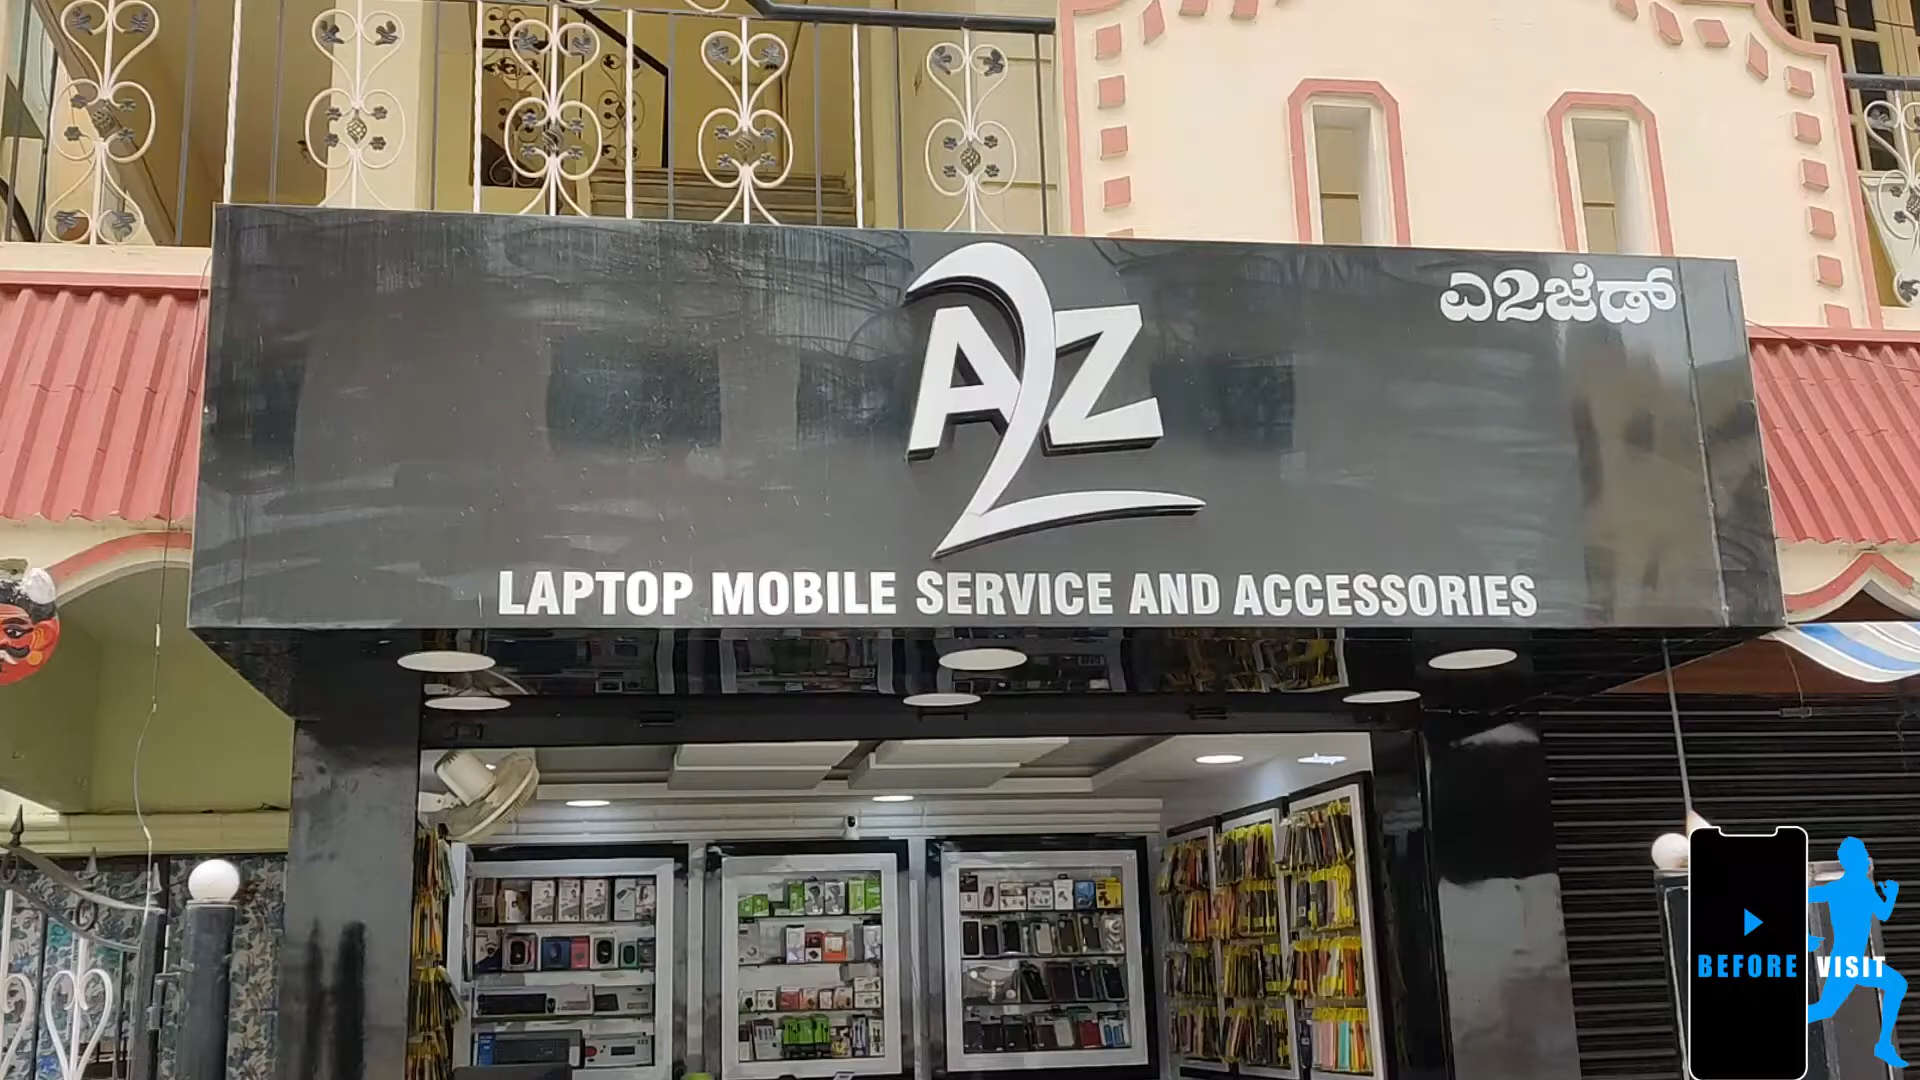 A2Z
ಎ2ಜೆಡ್
LAPTOP MOBILE SERVICE AND ACCESSORIES
BEFORE VISIT